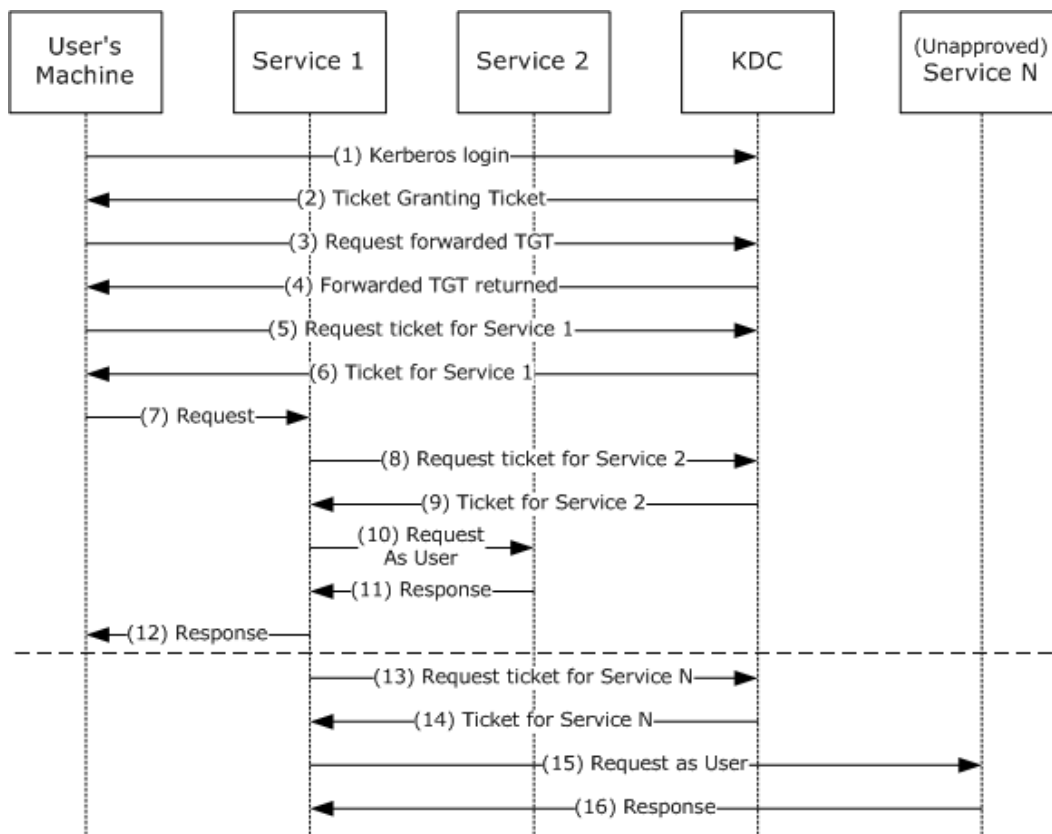 User's
Machine
Service 1
Service 2
KDC
(Unapproved)
Service N
(1) Kerberos login
(2) Ticket Granting Ticket
(3) Request forwarded TGT
(4) Forwarded TGT returned
(5) Request ticket for Service 1
(6) Ticket for Service 1
(7) Request
(8) Request ticket for Service 2
(9) Ticket for Service 2
(10) Request
As User
(11) Response
(12) Response
(13) Request ticket for Service N
(14) Ticket for Service N
(15) Request as User
(16) Response